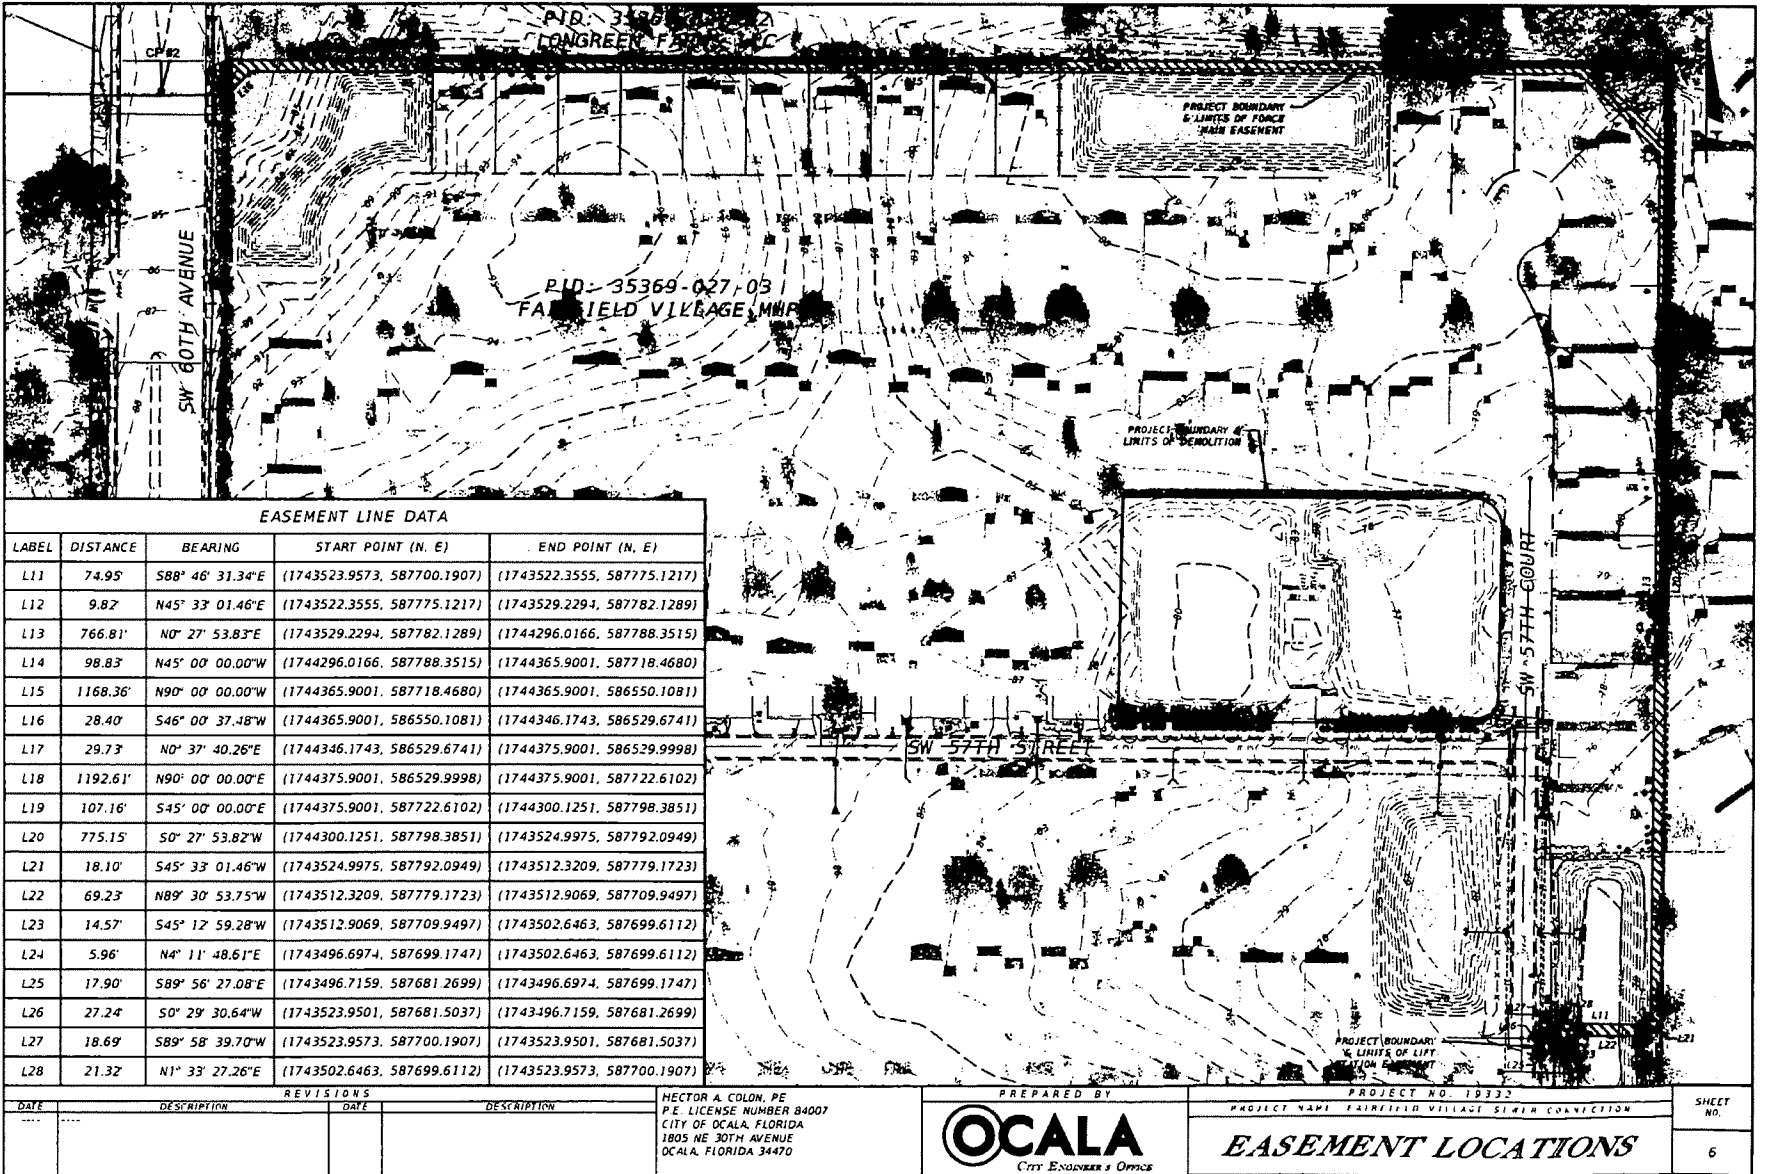 LONGREEN
CP #2
PROJECT BOUNDARY
& LIMITS OF FORCE
MAIN EASEMENT
SW 60TH AVENUE
PID: 35369-027-03
VILLAGE MHP
PROJECT BOUNDARY &
LIMITS OF DEMOLITION
SW 57TH COURT
SW 57TH STREET
EASEMENT LINE DATA
LABEL DISTANCE BEARING START POINT (N, E) END POINT (N, E)
L11 74.95' S88° 46' 31.34"E (1743523.9573, 587700.1907) (1743522.3555, 587775.1217)
L12 9.82' N45° 33' 01.46"E (1743522.3555, 587775.1217) (1743529.2294, 587782.1289)
L13 766.81' N0° 27' 53.83"E (1743529.2294, 587782.1289) (1744296.0166, 587788.3515)
L14 98.83' N45° 00' 00.00"W (1744296.0166, 587788.3515) (1744365.9001, 587718.4680)
L15 1168.36' N90° 00' 00.00"W (1744365.9001, 587718.4680) (1744365.9001, 586550.1081)
L16 28.40' S46° 00' 37.48"W (1744365.9001, 586550.1081) (1744346.1743, 586529.6741)
L17 29.73' N0° 37' 40.26"E (1744346.1743, 586529.6741) (1744375.9001, 586529.9998)
L18 1192.61' N90° 00' 00.00"E (1744375.9001, 586529.9998) (1744375.9001, 587722.6102)
L19 107.16' S45° 00' 00.00"E (1744375.9001, 587722.6102) (1744300.1251, 587798.3851)
L20 775.15' S0° 27' 53.82"W (1744300.1251, 587798.3851) (1743524.9975, 587792.0949)
L21 18.10' S45° 33' 01.46"W (1743524.9975, 587792.0949) (1743512.3209, 587779.1723)
L22 69.23' N89° 30' 53.75"W (1743512.3209, 587779.1723) (1743512.9069, 587709.9497)
L23 14.57' S45° 12' 59.28"W (1743512.9069, 587709.9497) (1743502.6463, 587699.6112)
L24 5.96' N4° 11' 48.61"E (1743496.6974, 587699.1747) (1743502.6463, 587699.6112)
L25 17.90' S89° 56' 27.08"E (1743496.7159, 587681.2699) (1743496.6974, 587699.1747)
L26 27.24' S0° 29' 30.64"W (1743523.9501, 587681.5037) (1743496.7159, 587681.2699)
L27 18.69' S89° 58' 39.70"W (1743523.9573, 587700.1907) (1743523.9501, 587681.5037)
L28 21.32' N1° 33' 27.26"E (1743502.6463, 587699.6112) (1743523.9573, 587700.1907)
L11
L22
L21
PROJECT BOUNDARY
& LIMITS OF LIFT
REVISIONS
DATE DESCRIPTION DATE DESCRIPTION
HECTOR A. COLON, PE
P.E. LICENSE NUMBER 84007
CITY OF OCALA, FLORIDA
1805 NE 30TH AVENUE
OCALA, FLORIDA 34470
PREPARED BY
OCALA
CITY ENGINEER'S OFFICE
PROJECT NO. 19332
PROJECT NAME FAIRFIELD VILLAGE SEWER CONNECTION
EASEMENT LOCATIONS
SHEET
NO.
6